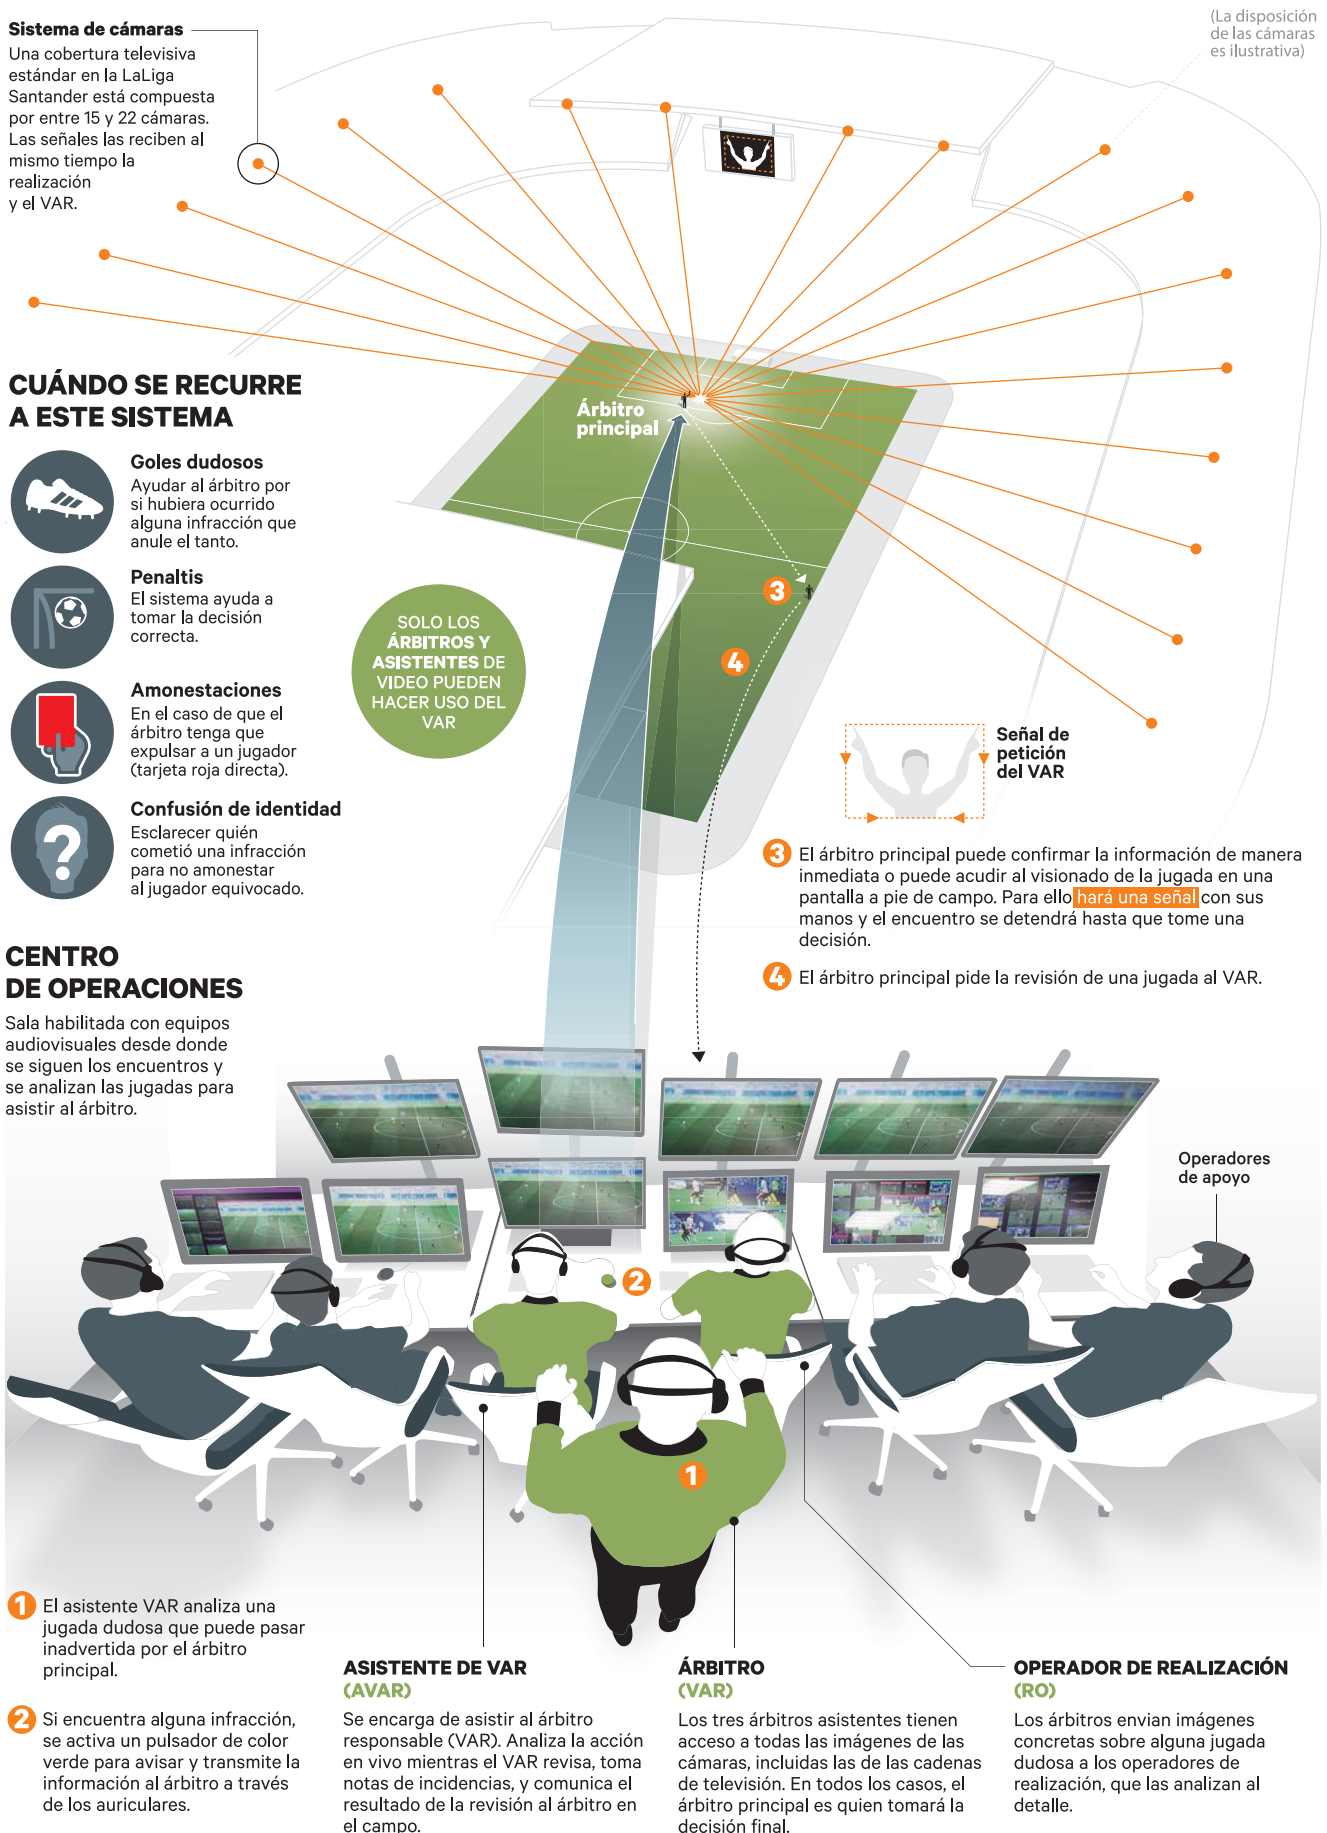 Sistema de cámaras
Una cobertura televisiva
estándar en la LaLiga
Santander está compuesta
por entre 15 y 22 cámaras.
Las señales las reciben al
mismo tiempo la
realización
y el VAR.
(La disposición
de las cámaras
es ilustrativa)
CUÁNDO SE RECURRE
A ESTE SISTEMA
Goles dudosos
Ayudar al árbitro por
si hubiera ocurrido
alguna infracción que
anule el tanto.
Penaltis
El sistema ayuda a
tomar la decisión
correcta.
Amonestaciones
En el caso de que el
árbitro tenga que
expulsar a un jugador
(tarjeta roja directa).
Confusión de identidad
Esclarecer quién
cometió una infracción
para no amonestar
al jugador equivocado.
?
Árbitro
principal
3
4
SOLO LOS
ÁRBITROS Y
ASISTENTES DE
VIDEO PUEDEN
HACER USO DEL
VAR
Señal de
petición
del VAR
3 El árbitro principal puede confirmar la información de manera
inmediata o puede acudir al visionado de la jugada en una
pantalla a pie de campo. Para ello hará una señal con sus
manos y el encuentro se detendrá hasta que tome una
decisión.
4 El árbitro principal pide la revisión de una jugada al VAR.
CENTRO
DE OPERACIONES
Sala habilitada con equipos
audiovisuales desde donde
se siguen los encuentros y
se analizan las jugadas para
asistir al árbitro.
Operadores
de apoyo
2
1
1 El asistente VAR analiza una
jugada dudosa que puede pasar
inadvertida por el árbitro
principal.
2 Si encuentra alguna infracción,
se activa un pulsador de color
verde para avisar y transmite la
información al árbitro a través
de los auriculares.
ASISTENTE DE VAR
(AVAR)
Se encarga de asistir al árbitro
responsable (VAR). Analiza la acción
en vivo mientras el VAR revisa, toma
notas de incidencias, y comunica el
resultado de la revisión al árbitro en
el campo.
ÁRBITRO
(VAR)
Los tres árbitros asistentes tienen
acceso a todas las imágenes de las
cámaras, incluidas las de las cadenas
de televisión. En todos los casos, el
árbitro principal es quien tomará la
decisión final.
OPERADOR DE REALIZACIÓN
(RO)
Los árbitros envian imágenes
concretas sobre alguna jugada
dudosa a los operadores de
realización, que las analizan al
detalle.